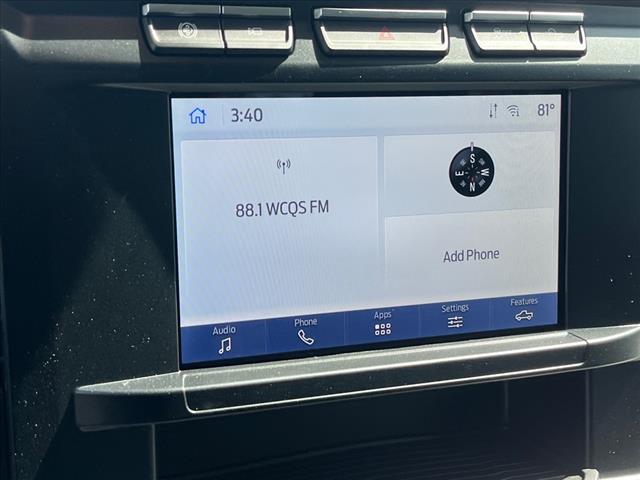 3:40
81°
88.1 WCQS FM
S
E
W
N
Add Phone
Audio
Phone
Apps
Settings
Features